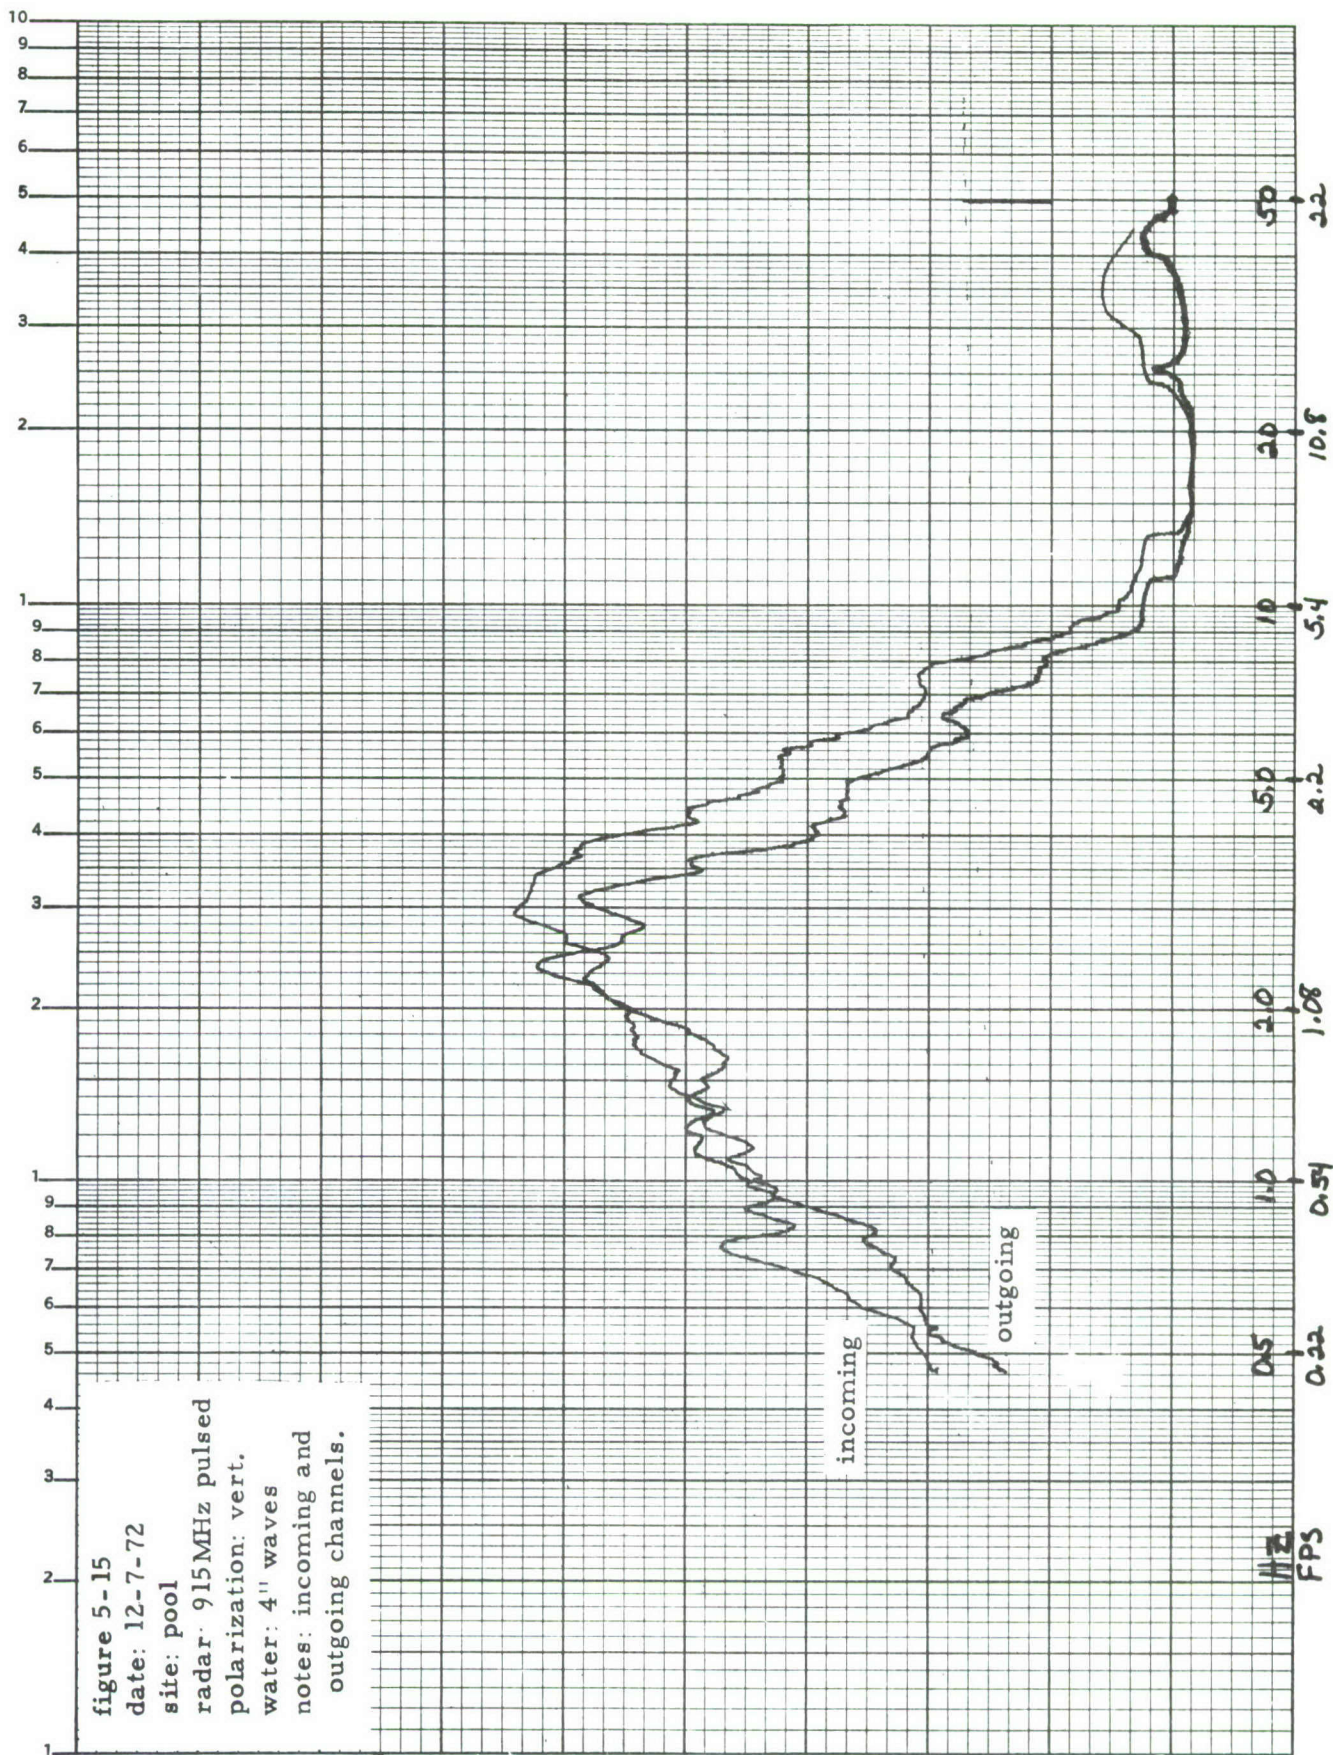 figure 5-15
date: 12-7-72
site: pool
radar: 915MHz pulsed
polarization: vert.
water: 4" waves
notes: incoming and
outgoing channels.
incoming
outgoing
Hz 0.5 1.0 2.0 5.0 10 20 50
FPS 0.22 0.54 1.08 2.2 5.4 10.8 22
1 2 3 4 5 6 7 8 9 1 2 3 4 5 6 7 8 9 1 2 3 4 5 6 7 8 9 10